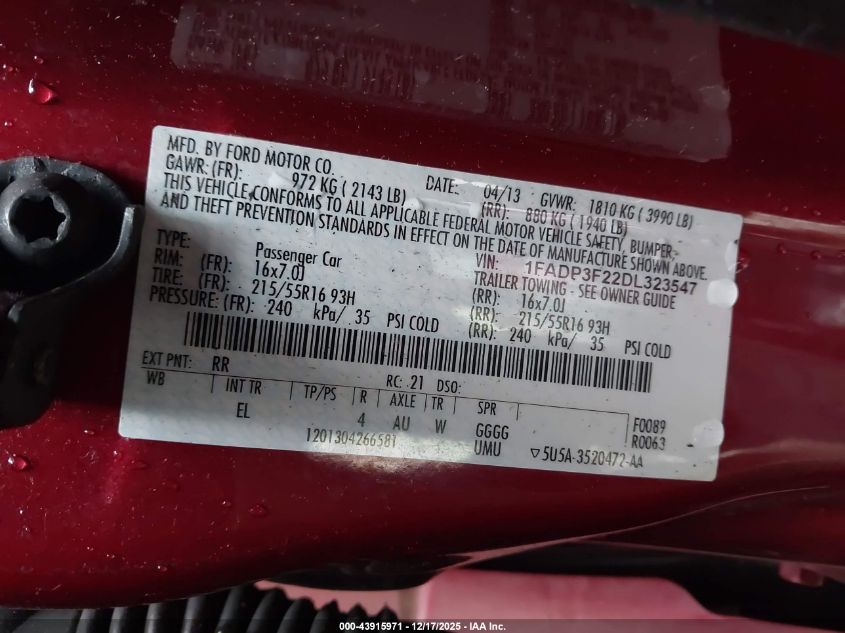 MFD. BY FORD MOTOR CO. DATE: 04/13 GVWR: 1810 KG ( 3990 LB)
GAWR: (FR): 972 KG ( 2143 LB) (RR): 880 KG ( 1940 LB)
THIS VEHICLE CONFORMS TO ALL APPLICABLE FEDERAL MOTOR VEHICLE SAFETY, BUMPER,
AND THEFT PREVENTION STANDARDS IN EFFECT ON THE DATE OF MANUFACTURE SHOWN ABOVE.
VIN: 1FADP3F22DL323547
TYPE: Passenger Car TRAILER TOWING - SEE OWNER GUIDE
RIM: (FR): 16x7.0J (RR): 16x7.0J
TIRE: (FR): 215/55R16 93H (RR): 215/55R16 93H
PRESSURE: (FR): 240 kPa/ 35 PSI COLD (RR): 240 kPa/ 35 PSI COLD
EXT PNT: RR RC: 21 DSO:
WB INT TR TP/PS R AXLE TR SPR
EL 4 AU W GGGG F0089
1201304266581 UMU R0063
▽5U5A-3520472-AA
000-43915971 - 12/17/2025 - IAA Inc.